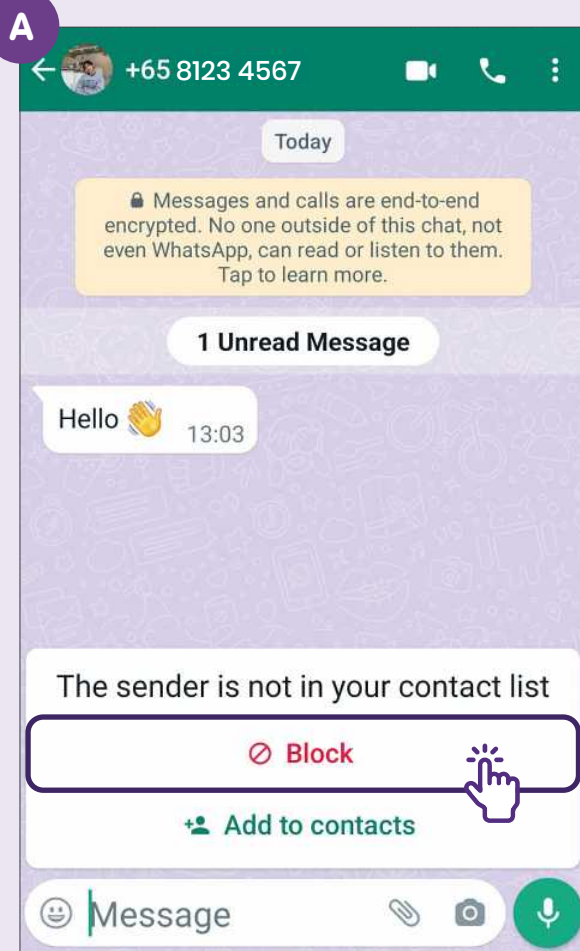 A
+65 8123 4567
Today
Messages and calls are end-to-end
encrypted. No one outside of this chat, not
even WhatsApp, can read or listen to them.
Tap to learn more.
1 Unread Message
Hello 👋 13:03
The sender is not in your contact list
Block
Add to contacts
Message